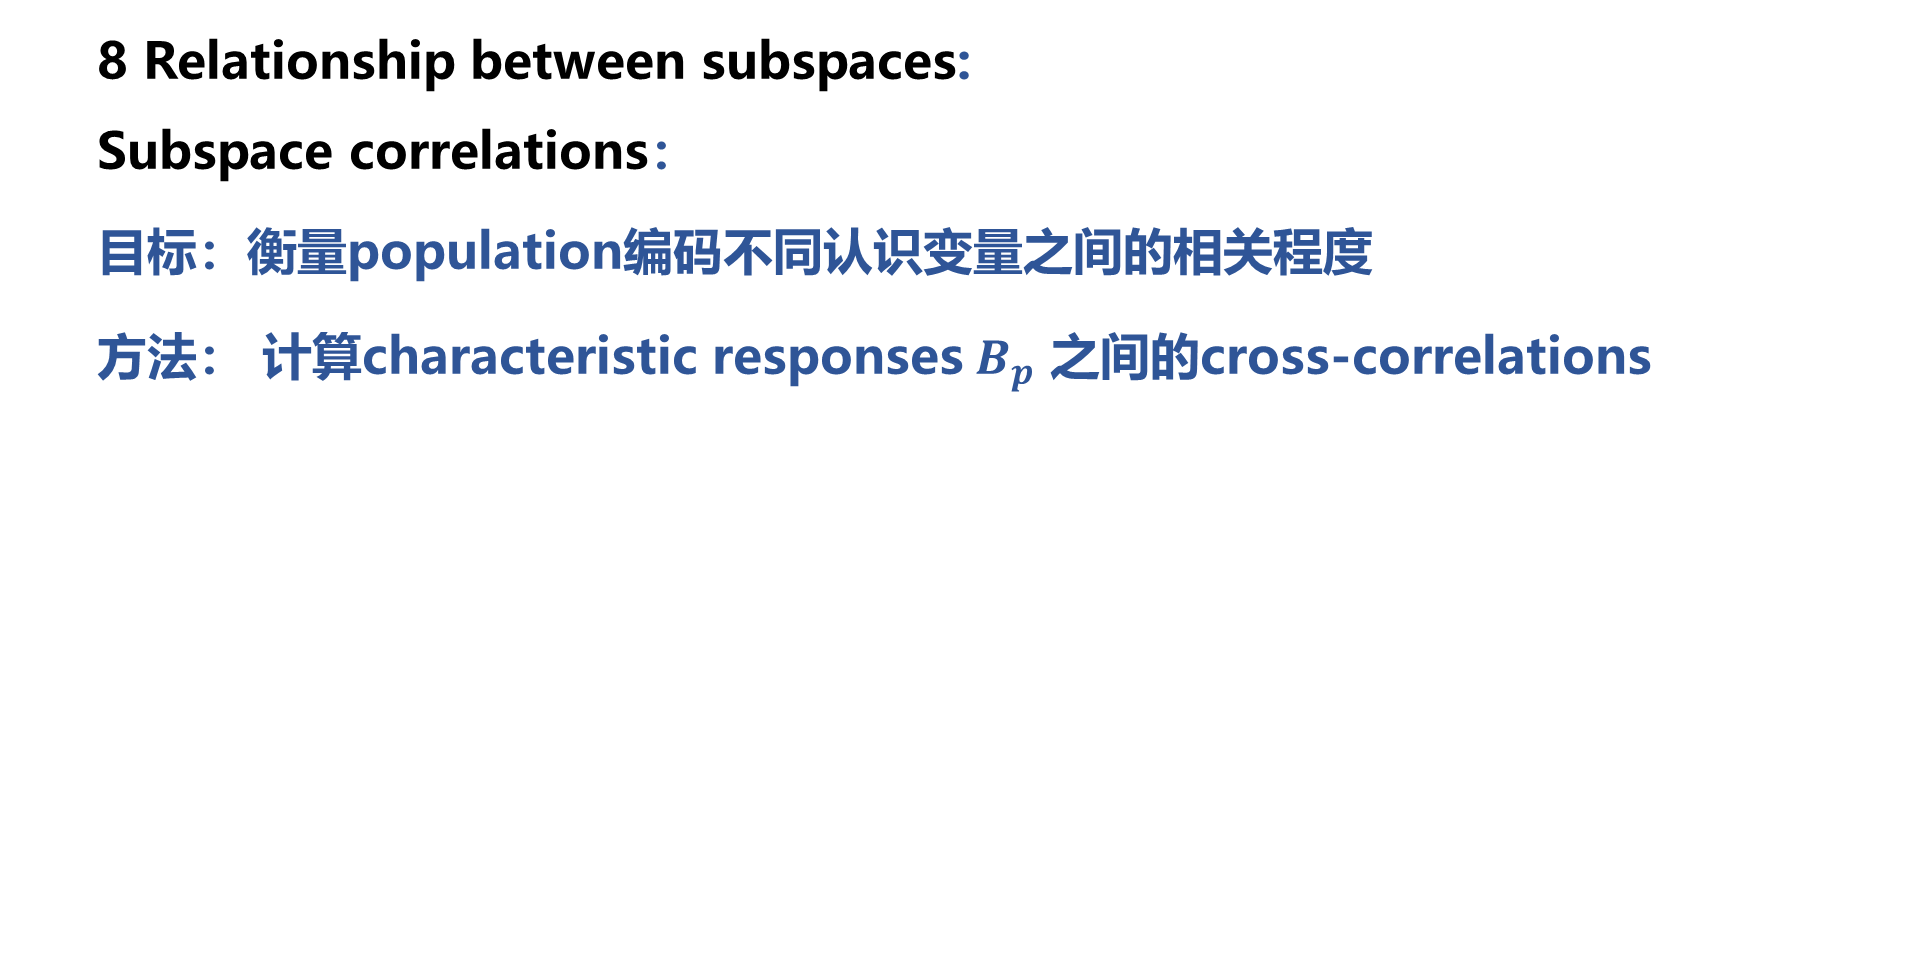 8 Relationship between subspaces:
Subspace correlations：
目标：衡量population编码不同认识变量之间的相关程度
方法： 计算characteristic responses B_p 之间的cross-correlations